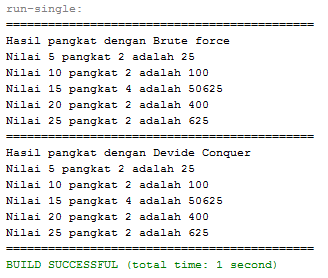 run-single:
============================================
Hasil pangkat dengan Brute force
Nilai 5 pangkat 2 adalah 25
Nilai 10 pangkat 2 adalah 100
Nilai 15 pangkat 4 adalah 50625
Nilai 20 pangkat 2 adalah 400
Nilai 25 pangkat 2 adalah 625
============================================
Hasil pangkat dengan Devide Conquer
Nilai 5 pangkat 2 adalah 25
Nilai 10 pangkat 2 adalah 100
Nilai 15 pangkat 4 adalah 50625
Nilai 20 pangkat 2 adalah 400
Nilai 25 pangkat 2 adalah 625
============================================
BUILD SUCCESSFUL (total time: 1 second)